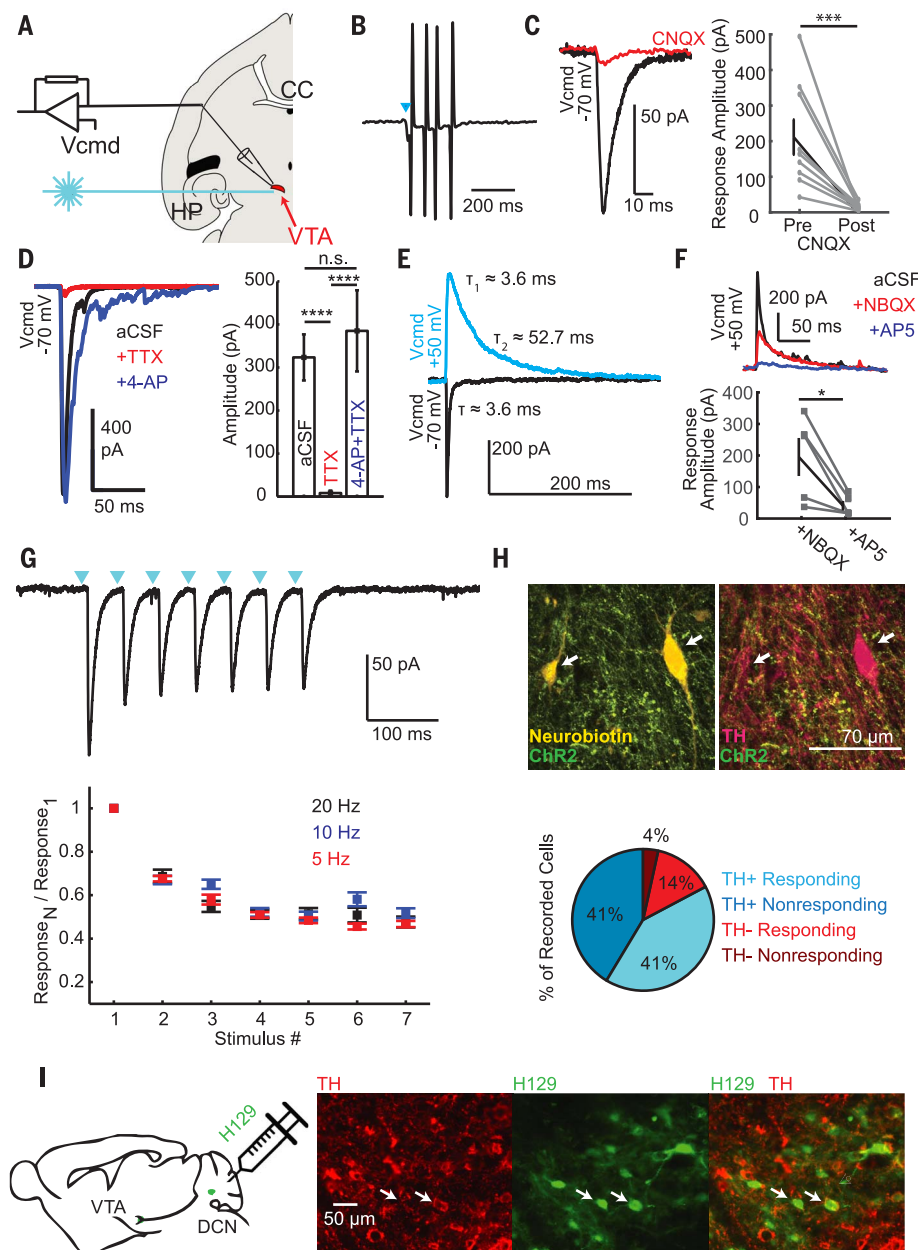 A
Vcmd
CC
HP
VTA
B
200 ms
C
CNQX
Vcmd
-70 mV
50 pA
10 ms
Response Amplitude (pA)
500
400
300
200
100
0
***
Pre
Post
CNQX
D
Vcmd
-70 mV
aCSF
+TTX
+4-AP
400
pA
50 ms
Amplitude (pA)
500
400
300
200
100
0
n.s.
****
****
aCSF
TTX
4-AP+TTX
E
Vcmd
+50 mV
τ1 ≈ 3.6 ms
τ2 ≈ 52.7 ms
Vcmd
-70 mV
τ ≈ 3.6 ms
200 pA
200 ms
F
Vcmd
+50 mV
200 pA
50 ms
aCSF
+NBQX
+AP5
Response
Amplitude (pA)
400
300
200
100
0
*
+NBQX
+AP5
G
50 pA
100 ms
ResponseN / Response1
1
0.8
0.6
0.4
0.2
20 Hz
10 Hz
5 Hz
1 2 3 4 5 6 7
Stimulus #
H
Neurobiotin
ChR2
TH
ChR2
70 µm
% of Recorded Cells
4%
14%
41%
41%
TH+ Responding
TH+ Nonresponding
TH- Responding
TH- Nonresponding
I
H129
VTA
DCN
TH
H129
H129 TH
50 µm